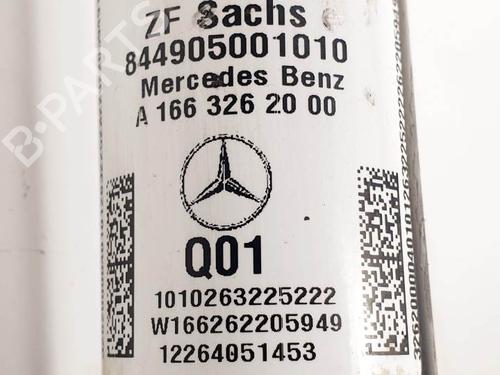 ZF Sachs
844905001010
Mercedes Benz
A 166 326 20 00
Q01
1010263225222
W166262205949
12264051453
B-PARTS